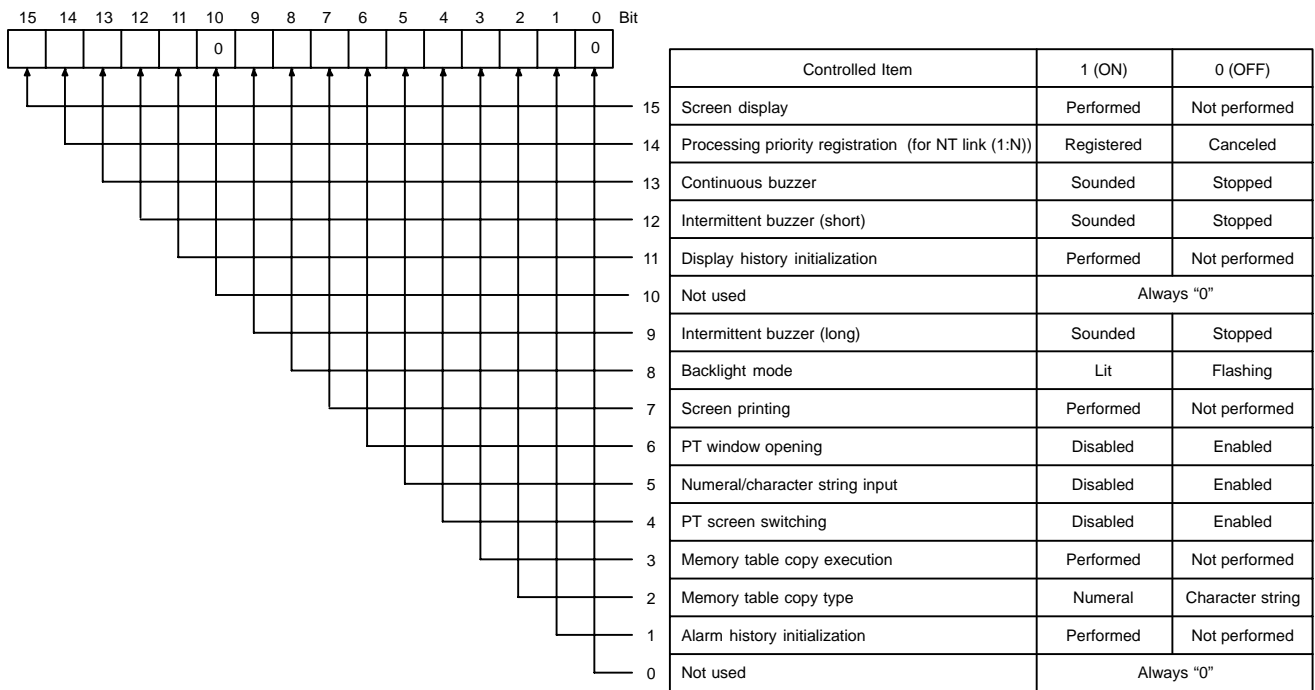 15 14 13 12 11 10 9 8 7 6 5 4 3 2 1 0 Bit
0 0
Controlled Item 1 (ON) 0 (OFF)
15 Screen display Performed Not performed
14 Processing priority registration (for NT link (1:N)) Registered Canceled
13 Continuous buzzer Sounded Stopped
12 Intermittent buzzer (short) Sounded Stopped
11 Display history initialization Performed Not performed
10 Not used Always “0”
9 Intermittent buzzer (long) Sounded Stopped
8 Backlight mode Lit Flashing
7 Screen printing Performed Not performed
6 PT window opening Disabled Enabled
5 Numeral/character string input Disabled Enabled
4 PT screen switching Disabled Enabled
3 Memory table copy execution Performed Not performed
2 Memory table copy type Numeral Character string
1 Alarm history initialization Performed Not performed
0 Not used Always “0”